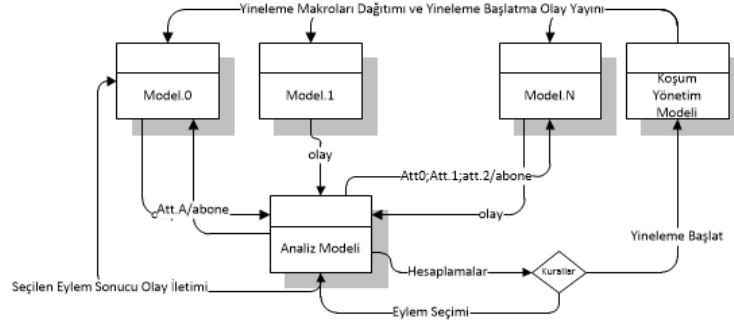 Yineleme Makroları Dağıtımı ve Yineleme Başlatma Olay Yayını
Model.0
Model.1
Model.N
Koşum
Yönetim
Modeli
olay
Att0;Att.1;att.2/abone
Att.A/abone
olay
Yineleme Başlat
Analiz Modeli
Hesaplamalar
Kurallar
Seçilen Eylem Sonucu Olay İletimi
Eylem Seçimi